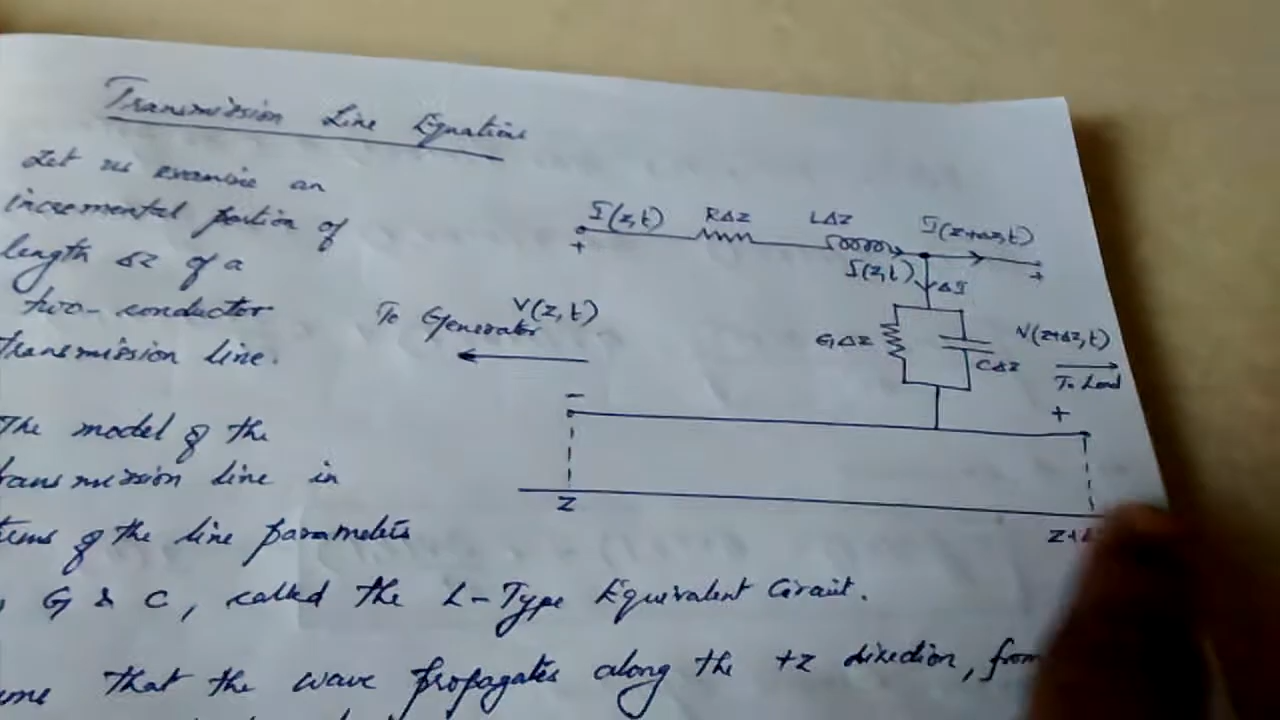 Transmission Line Equations
Let us examine an
incremental portion of
length Δz of a
two-conductor
transmission line.
I(z,t) RΔZ LΔZ I(z+Δz,t)
+ +
I(z,t) ΔI
To Generator V(z,t)
GΔZ CΔZ V(z+Δz,t)
To Load
- +
Z
The model of the
transmission line in
of the line parameters
G & C, called the L-Type Equivalent Circuit.
that the wave propagates along the +z direction, from